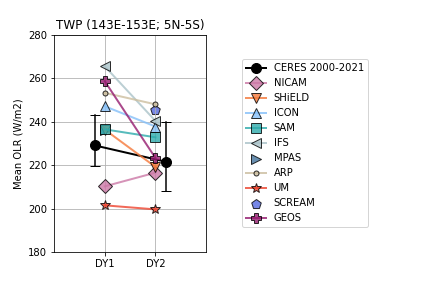 TWP (143E-153E; 5N-5S)
Mean OLR (W/m2)
280
260
240
220
200
180
DY1
DY2
CERES 2000-2021
NICAM
SHiELD
ICON
SAM
IFS
MPAS
ARP
UM
SCREAM
GEOS